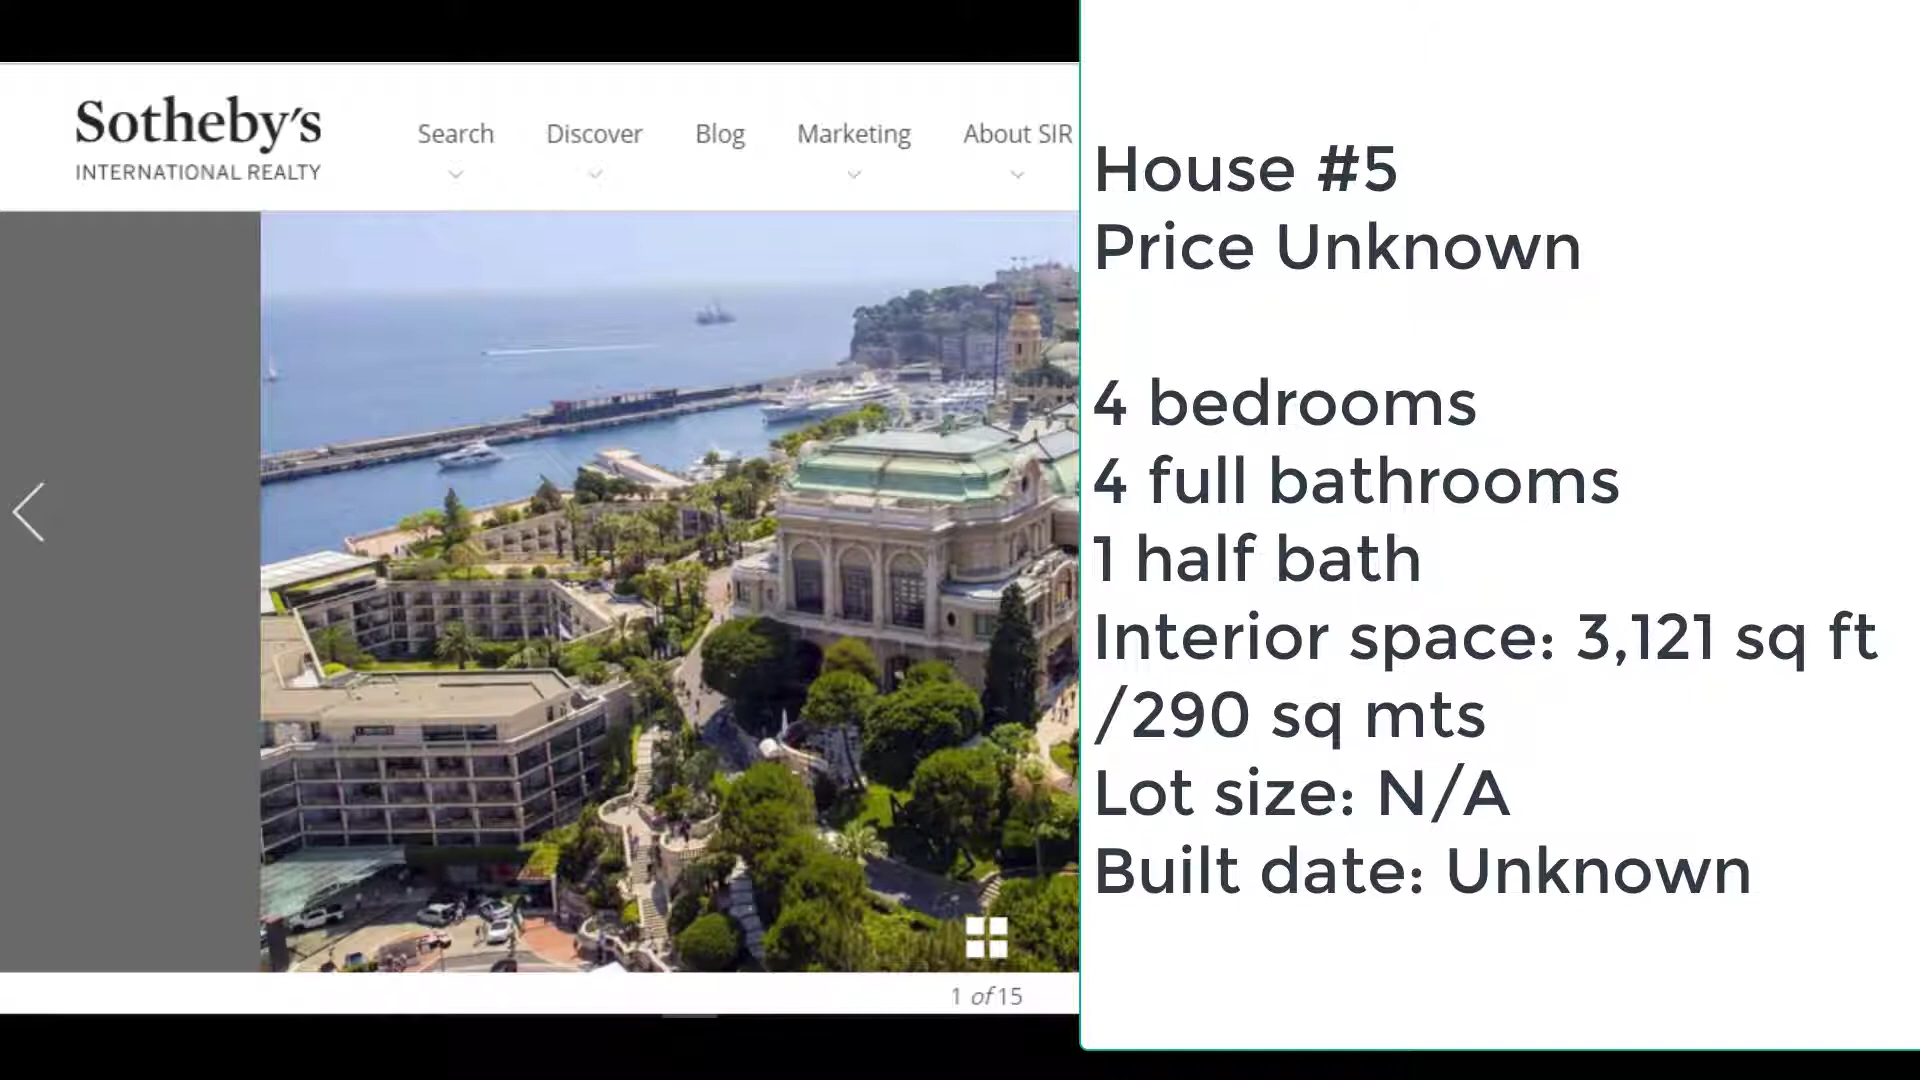 Sotheby's
INTERNATIONAL REALTY
Search
Discover
Blog
Marketing
About SIR
1 of 15
House #5
Price Unknown
4 bedrooms
4 full bathrooms
1 half bath
Interior space: 3,121 sq ft
/290 sq mts
Lot size: N/A
Built date: Unknown